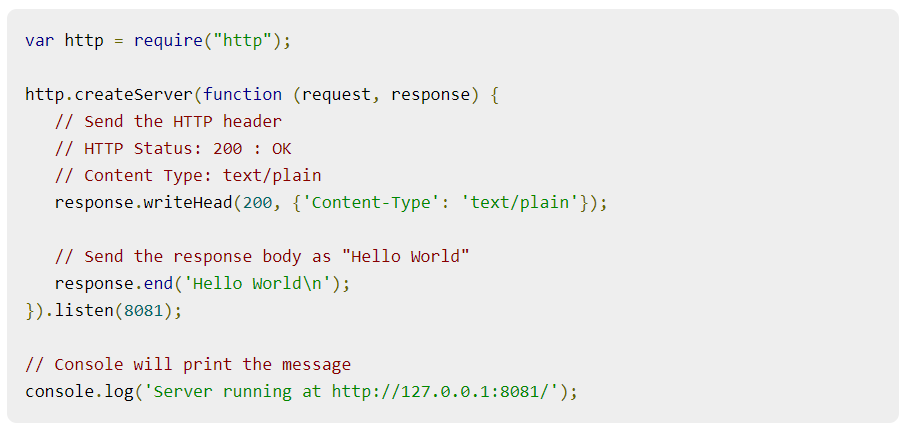 var http = require("http");

http.createServer(function (request, response) {
   // Send the HTTP header
   // HTTP Status: 200 : OK
   // Content Type: text/plain
   response.writeHead(200, {'Content-Type': 'text/plain'});

   // Send the response body as "Hello World"
   response.end('Hello World\n');
}).listen(8081);

// Console will print the message
console.log('Server running at http://127.0.0.1:8081/');